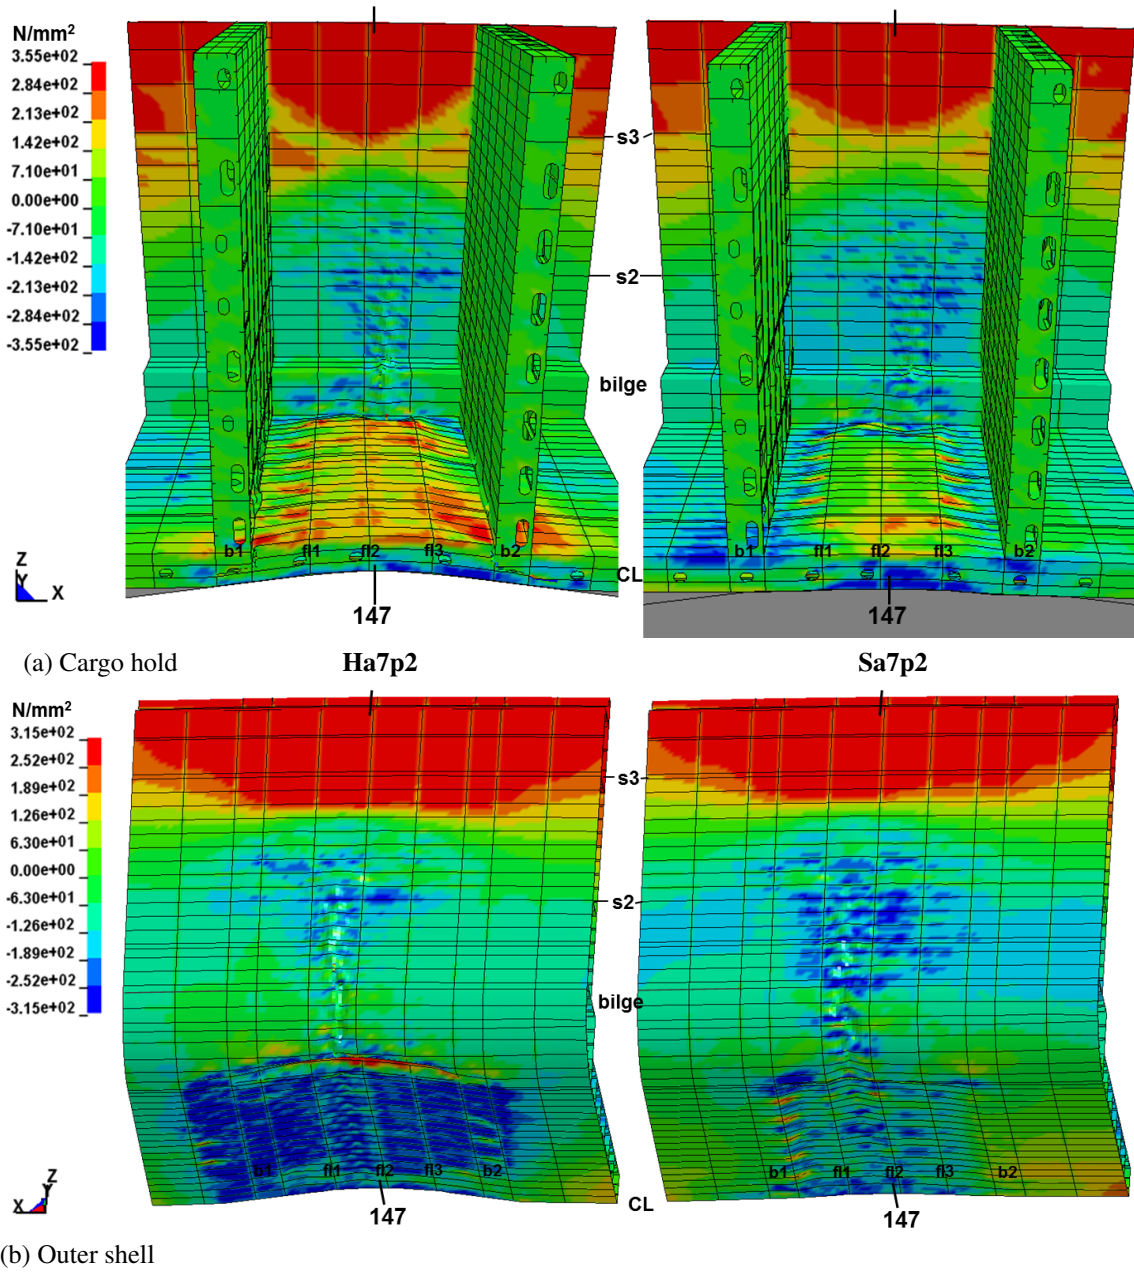 N/mm²
3.55e+02
2.84e+02
2.13e+02
1.42e+02
7.10e+01
0.00e+00
-7.10e+01
-1.42e+02
-2.13e+02
-2.84e+02
-3.55e+02
s3
s2
bilge
b1 fl1 fl2 fl3 b2
CL
b1 fl1 fl2 fl3 b2
Z
Y
X
147
147
(a) Cargo hold Ha7p2 Sa7p2
N/mm²
3.15e+02
2.52e+02
1.89e+02
1.26e+02
6.30e+01
0.00e+00
-6.30e+01
-1.26e+02
-1.89e+02
-2.52e+02
-3.15e+02
s3
s2
bilge
b1 fl1 fl2 fl3 b2
b1 fl1 fl2 fl3 b2
Z
Y
X
CL
147
147
(b) Outer shell